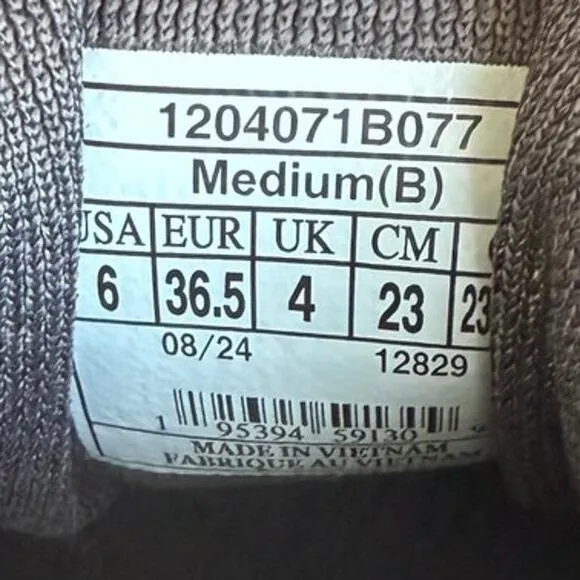 1204071B077
Medium(B)
USA EUR UK CM
6 36.5 4 23 23
08/24 12829
1 95394 59130
MADE IN VIETNAM
FABRIQUE AU VIETNAM